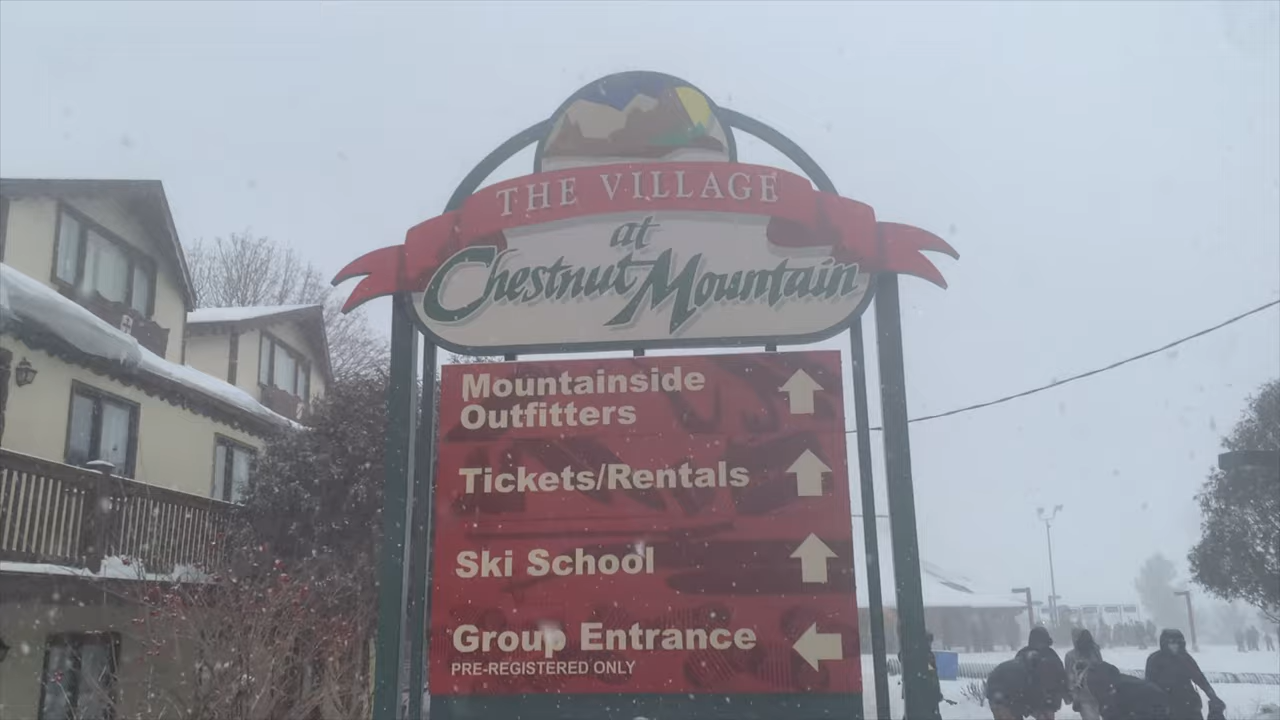 THE VILLAGE
at
Chestnut Mountain
Mountainside
Outfitters
Tickets/Rentals
Ski School
Group Entrance
PRE-REGISTERED ONLY